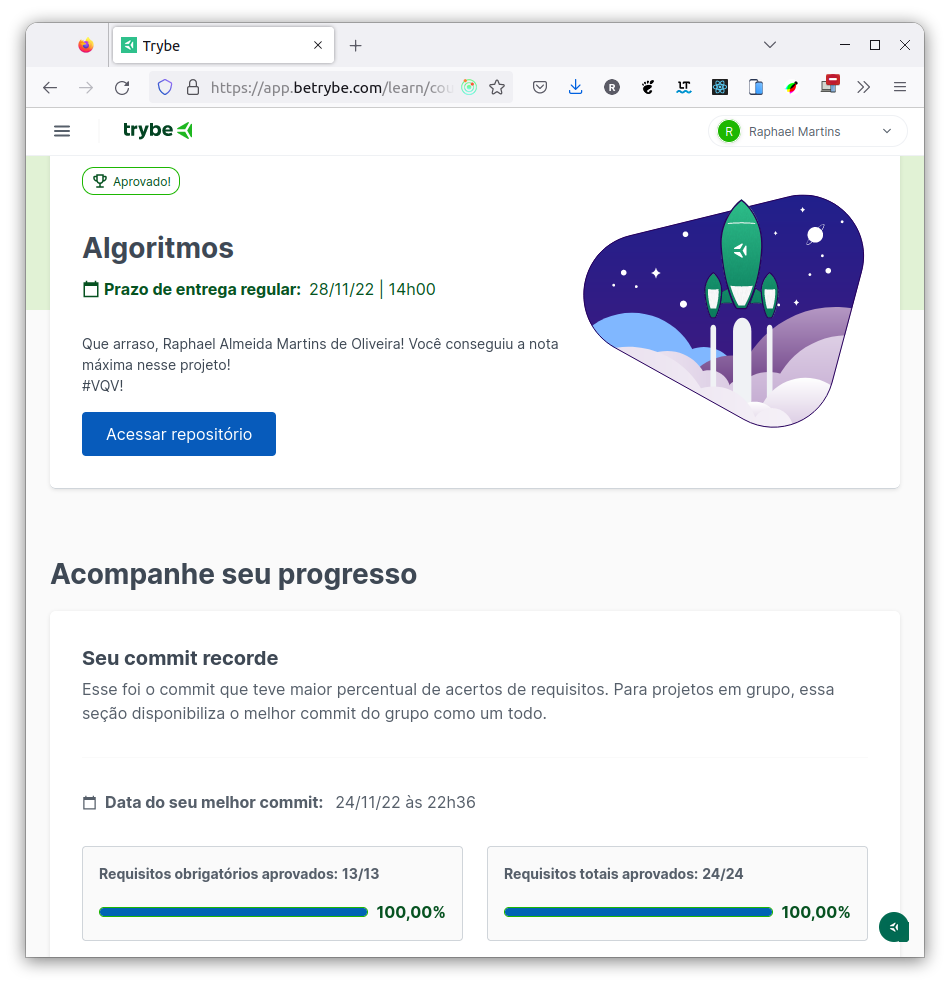 Trybe
https://app.betrybe.com/learn/cou
trybe
R
Raphael Martins
Aprovado!
Algoritmos
Prazo de entrega regular: 28/11/22 | 14h00
Que arraso, Raphael Almeida Martins de Oliveira! Você conseguiu a nota
máxima nesse projeto!
#VQV!
Acessar repositório
Acompanhe seu progresso
Seu commit recorde
Esse foi o commit que teve maior percentual de acertos de requisitos. Para projetos em grupo, essa
seção disponibiliza o melhor commit do grupo como um todo.
Data do seu melhor commit: 24/11/22 às 22h36
Requisitos obrigatórios aprovados: 13/13
100,00%
Requisitos totais aprovados: 24/24
100,00%